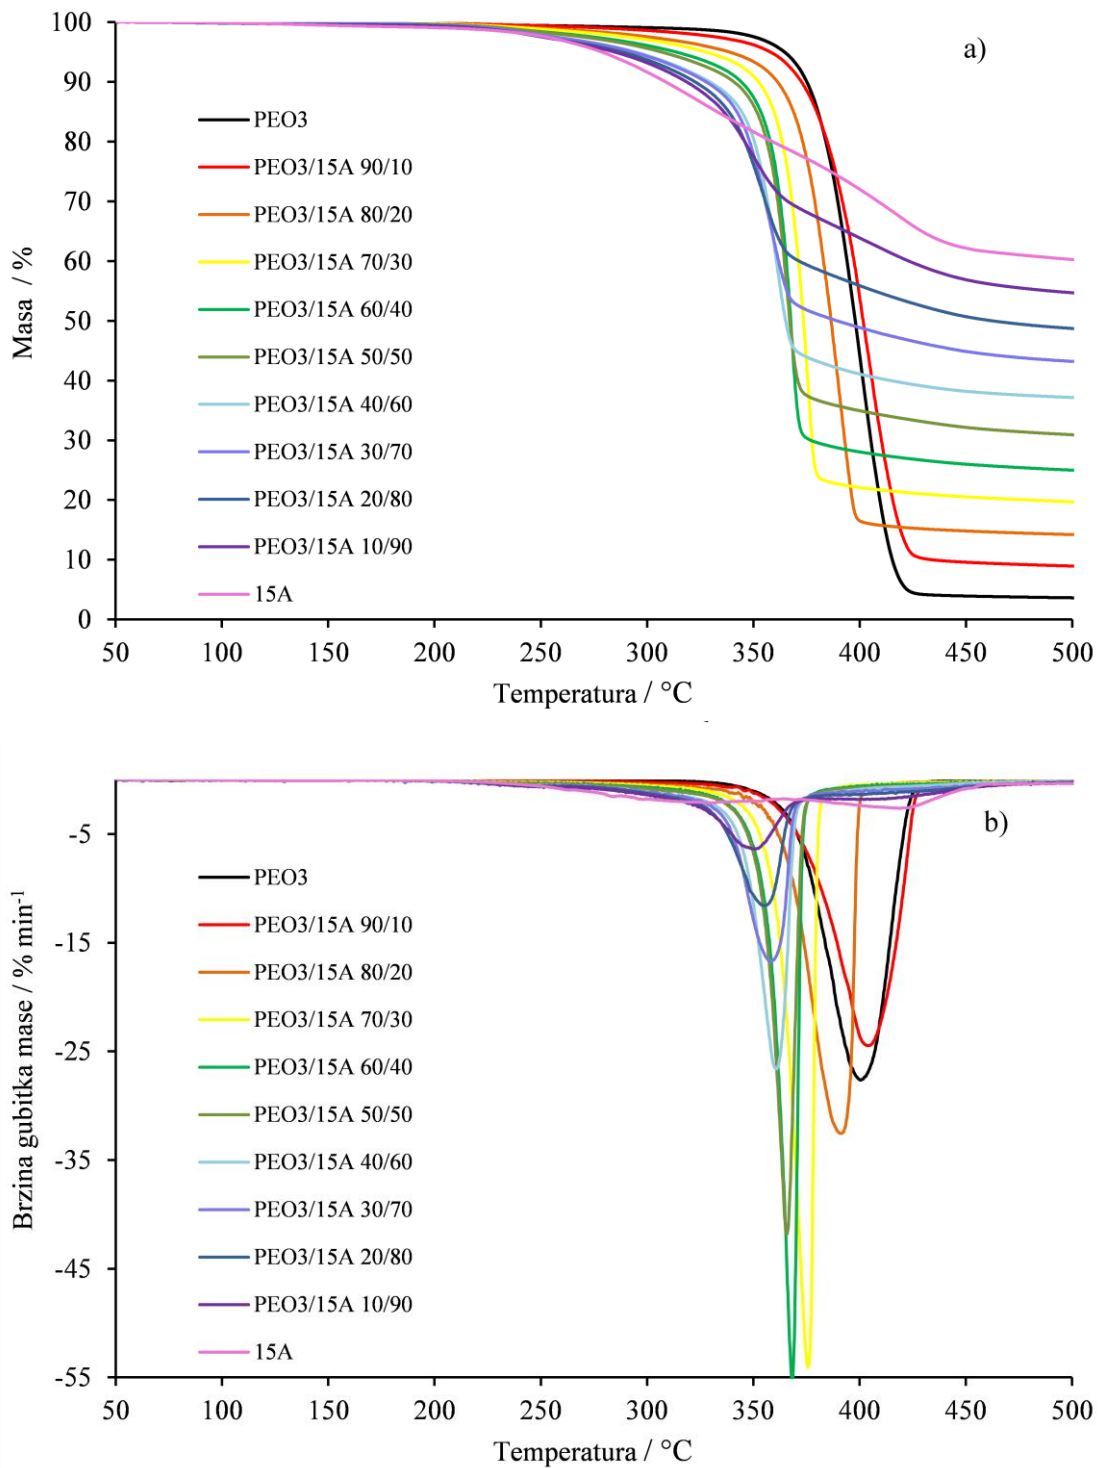 a)
100
90
80
70
60
50
40
30
20
10
0
Masa / %
PEO3
PEO3/15A 90/10
PEO3/15A 80/20
PEO3/15A 70/30
PEO3/15A 60/40
PEO3/15A 50/50
PEO3/15A 40/60
PEO3/15A 30/70
PEO3/15A 20/80
PEO3/15A 10/90
15A
50 100 150 200 250 300 350 400 450 500
Temperatura / °C
b)
-5
-15
-25
-35
-45
-55
Brzina gubitka mase / % min⁻¹
PEO3
PEO3/15A 90/10
PEO3/15A 80/20
PEO3/15A 70/30
PEO3/15A 60/40
PEO3/15A 50/50
PEO3/15A 40/60
PEO3/15A 30/70
PEO3/15A 20/80
PEO3/15A 10/90
15A
50 100 150 200 250 300 350 400 450 500
Temperatura / °C